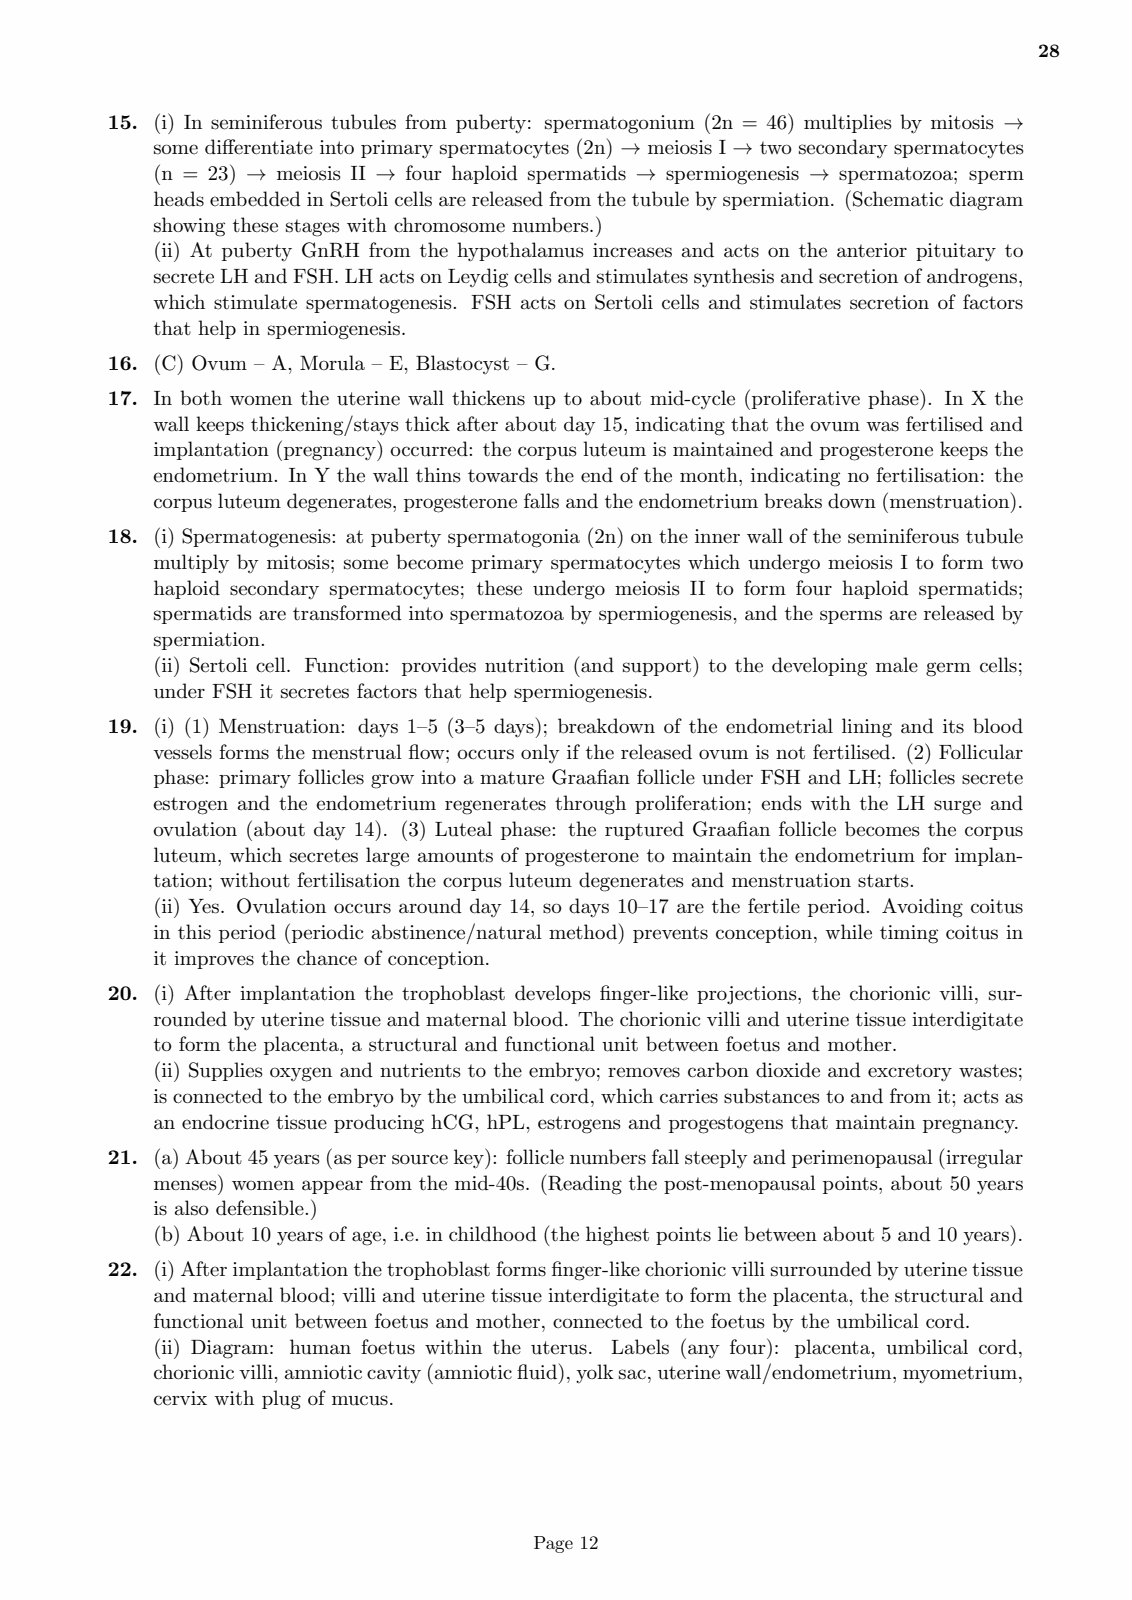 28
15. (i) In seminiferous tubules from puberty: spermatogonium (2n = 46) multiplies by mitosis →
some differentiate into primary spermatocytes (2n) → meiosis I → two secondary spermatocytes
(n = 23) → meiosis II → four haploid spermatids → spermiogenesis → spermatozoa; sperm
heads embedded in Sertoli cells are released from the tubule by spermiation. (Schematic diagram
showing these stages with chromosome numbers.)
(ii) At puberty GnRH from the hypothalamus increases and acts on the anterior pituitary to
secrete LH and FSH. LH acts on Leydig cells and stimulates synthesis and secretion of androgens,
which stimulate spermatogenesis. FSH acts on Sertoli cells and stimulates secretion of factors
that help in spermiogenesis.
16. (C) Ovum – A, Morula – E, Blastocyst – G.
17. In both women the uterine wall thickens up to about mid-cycle (proliferative phase). In X the
wall keeps thickening/stays thick after about day 15, indicating that the ovum was fertilised and
implantation (pregnancy) occurred: the corpus luteum is maintained and progesterone keeps the
endometrium. In Y the wall thins towards the end of the month, indicating no fertilisation: the
corpus luteum degenerates, progesterone falls and the endometrium breaks down (menstruation).
18. (i) Spermatogenesis: at puberty spermatogonia (2n) on the inner wall of the seminiferous tubule
multiply by mitosis; some become primary spermatocytes which undergo meiosis I to form two
haploid secondary spermatocytes; these undergo meiosis II to form four haploid spermatids;
spermatids are transformed into spermatozoa by spermiogenesis, and the sperms are released by
spermiation.
(ii) Sertoli cell. Function: provides nutrition (and support) to the developing male germ cells;
under FSH it secretes factors that help spermiogenesis.
19. (i) (1) Menstruation: days 1–5 (3–5 days); breakdown of the endometrial lining and its blood
vessels forms the menstrual flow; occurs only if the released ovum is not fertilised. (2) Follicular
phase: primary follicles grow into a mature Graafian follicle under FSH and LH; follicles secrete
estrogen and the endometrium regenerates through proliferation; ends with the LH surge and
ovulation (about day 14). (3) Luteal phase: the ruptured Graafian follicle becomes the corpus
luteum, which secretes large amounts of progesterone to maintain the endometrium for implan-
tation; without fertilisation the corpus luteum degenerates and menstruation starts.
(ii) Yes. Ovulation occurs around day 14, so days 10–17 are the fertile period. Avoiding coitus
in this period (periodic abstinence/natural method) prevents conception, while timing coitus in
it improves the chance of conception.
20. (i) After implantation the trophoblast develops finger-like projections, the chorionic villi, sur-
rounded by uterine tissue and maternal blood. The chorionic villi and uterine tissue interdigitate
to form the placenta, a structural and functional unit between foetus and mother.
(ii) Supplies oxygen and nutrients to the embryo; removes carbon dioxide and excretory wastes;
is connected to the embryo by the umbilical cord, which carries substances to and from it; acts as
an endocrine tissue producing hCG, hPL, estrogens and progestogens that maintain pregnancy.
21. (a) About 45 years (as per source key): follicle numbers fall steeply and perimenopausal (irregular
menses) women appear from the mid-40s. (Reading the post-menopausal points, about 50 years
is also defensible.)
(b) About 10 years of age, i.e. in childhood (the highest points lie between about 5 and 10 years).
22. (i) After implantation the trophoblast forms finger-like chorionic villi surrounded by uterine tissue
and maternal blood; villi and uterine tissue interdigitate to form the placenta, the structural and
functional unit between foetus and mother, connected to the foetus by the umbilical cord.
(ii) Diagram: human foetus within the uterus. Labels (any four): placenta, umbilical cord,
chorionic villi, amniotic cavity (amniotic fluid), yolk sac, uterine wall/endometrium, myometrium,
cervix with plug of mucus.
Page 12